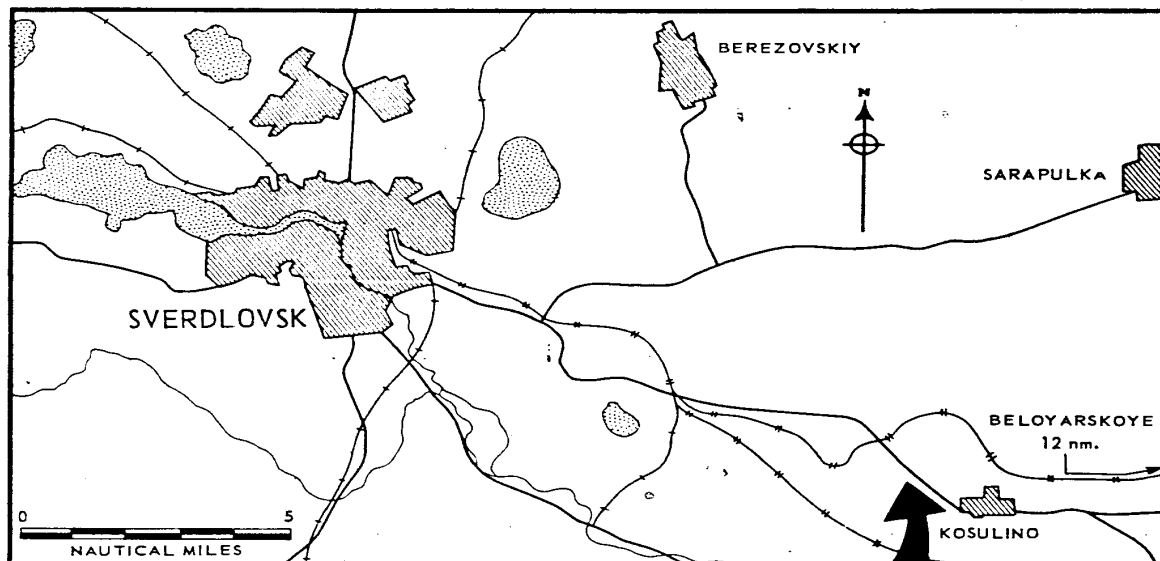 BEREZOVSKIY
N
SARAPULKA
SVERDLOVSK
BELOYARSKOYE
12 nm.
0 5
NAUTICAL MILES
KOSULINO